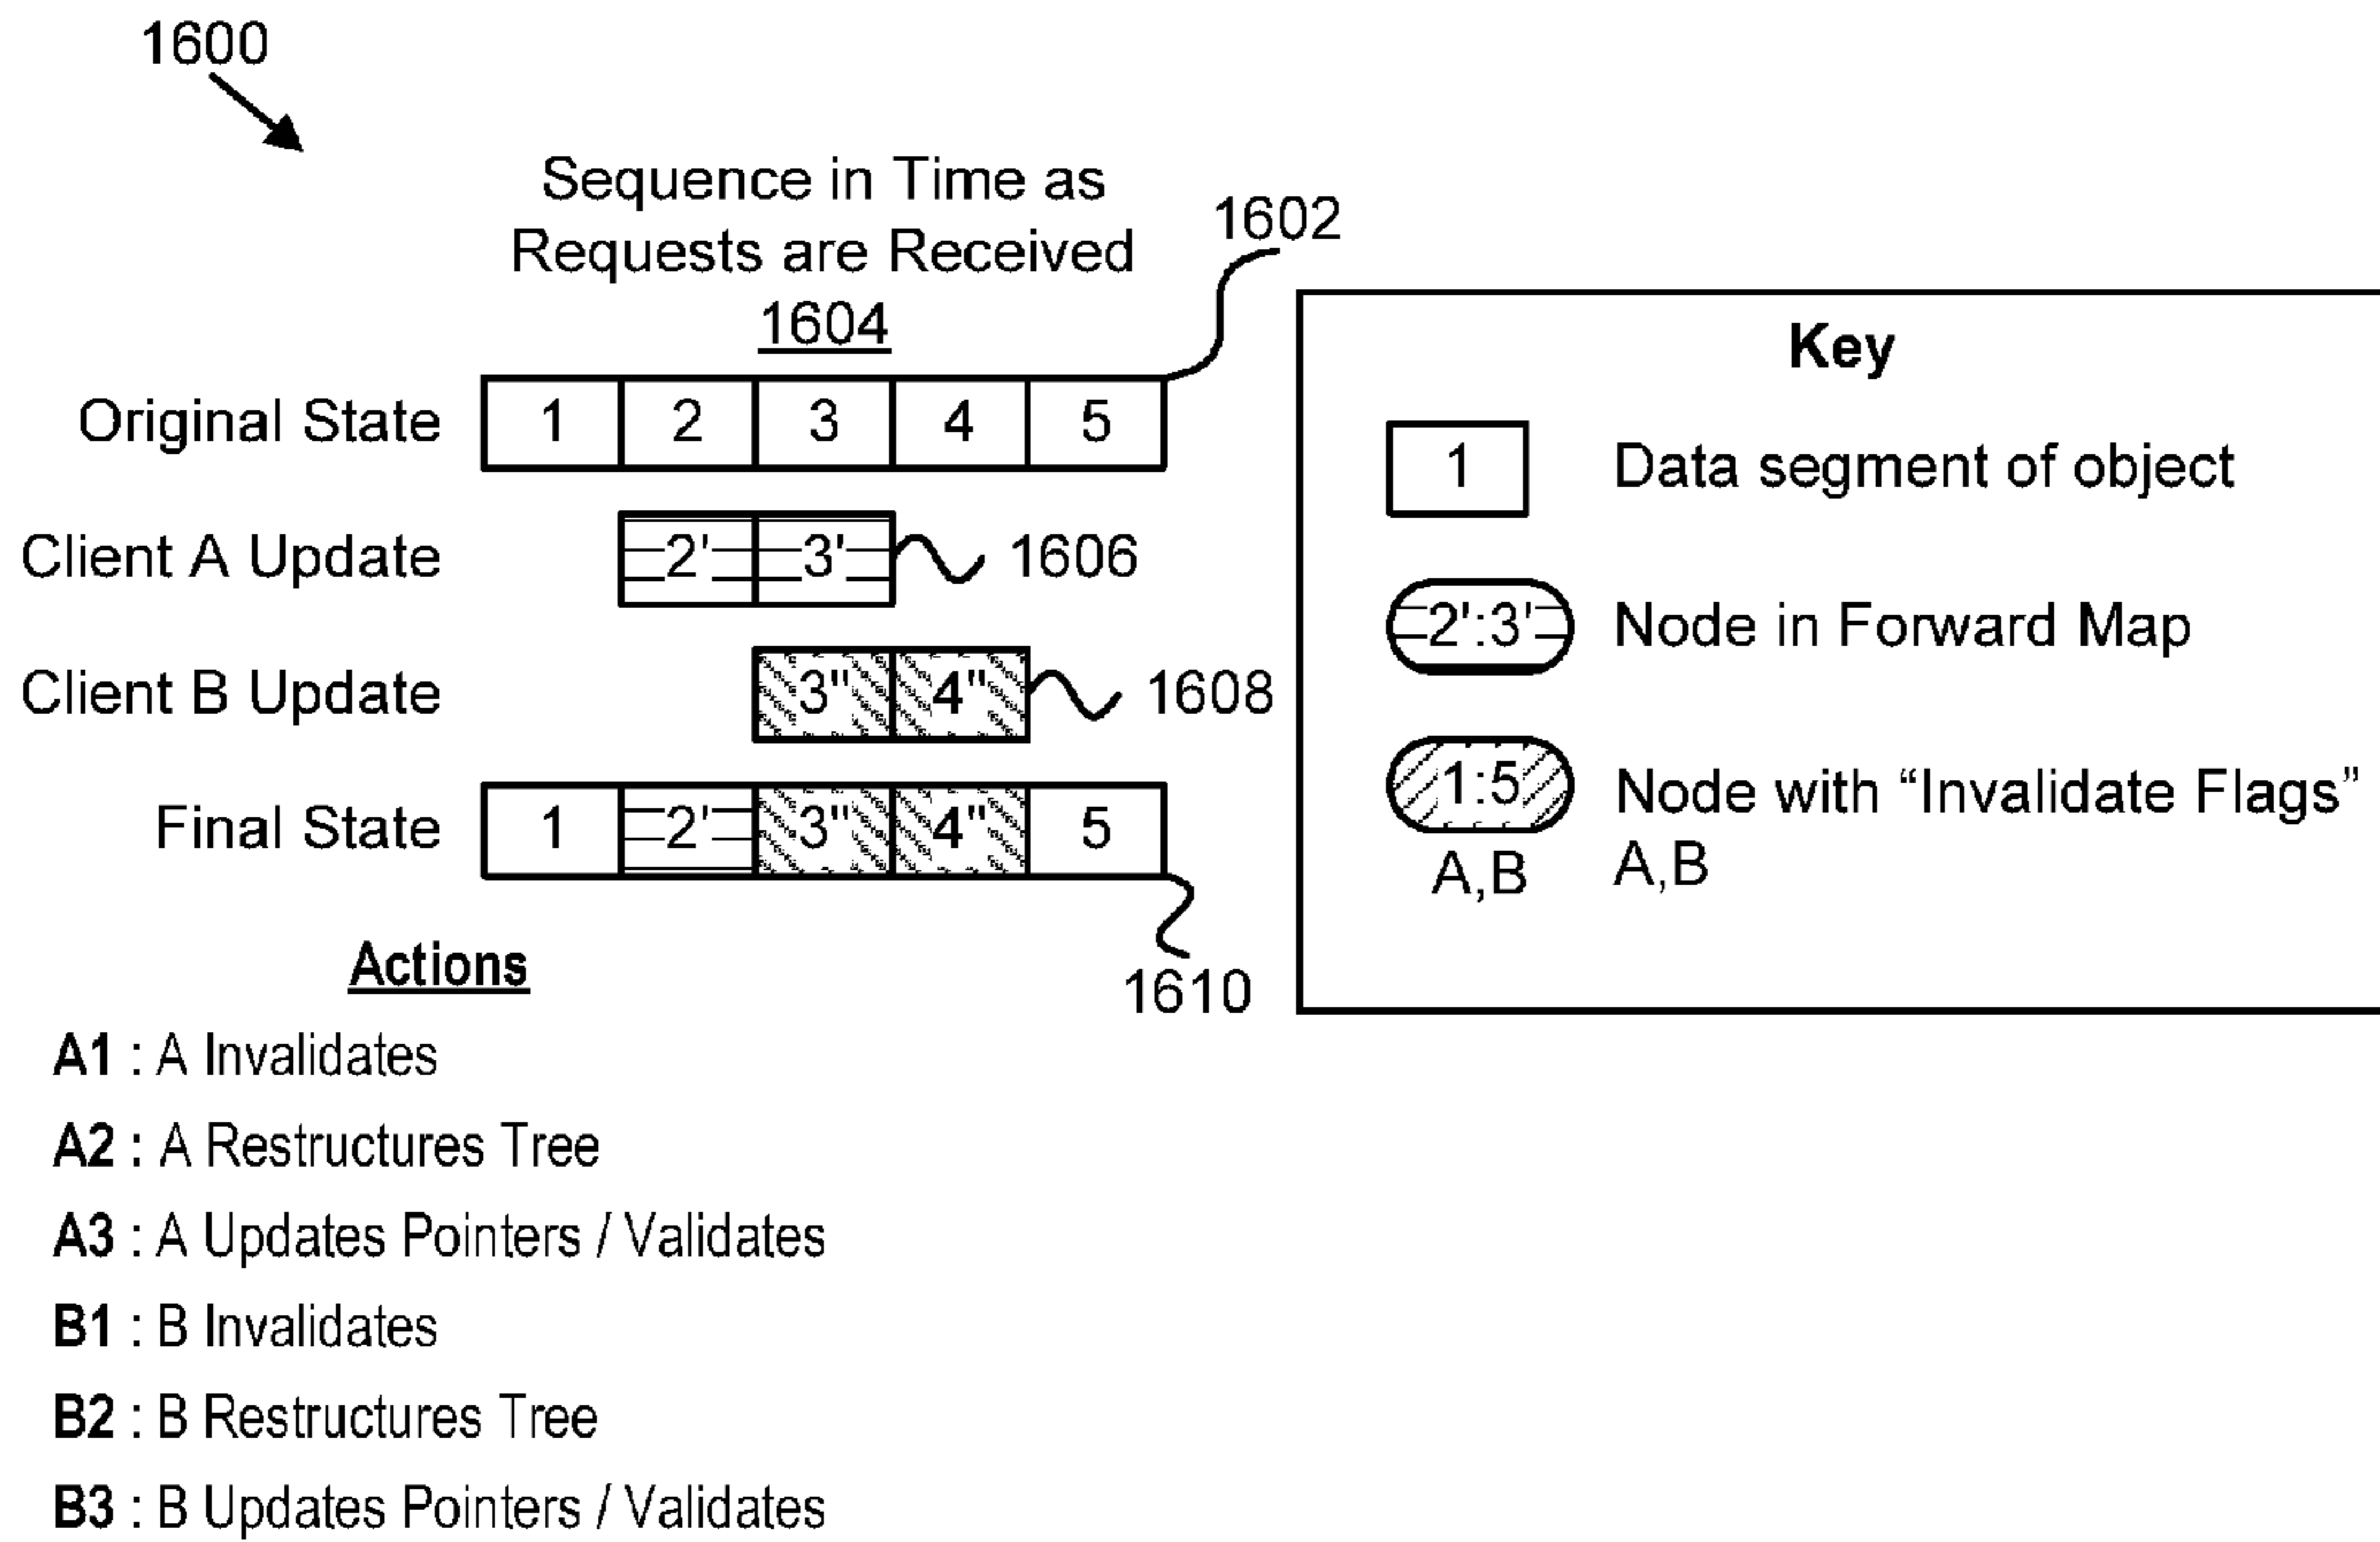 1600
Sequence in Time as
Requests are Received
1604
1602
Original State 1 2 3 4 5
Client A Update 2' 3' 1606
Client B Update 3" 4" 1608
Final State 1 2' 3" 4" 5
1610
Key
1 Data segment of object
2':3' Node in Forward Map
1:5 Node with “Invalidate Flags”
A,B A,B
Actions
A1 : A Invalidates
A2 : A Restructures Tree
A3 : A Updates Pointers / Validates
B1 : B Invalidates
B2 : B Restructures Tree
B3 : B Updates Pointers / Validates